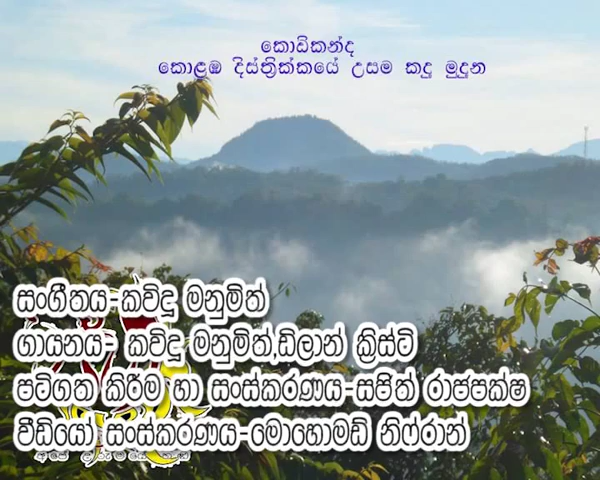 කොඩිකන්ද
කොළඹ දිස්ත්‍රික්කයේ උසම කඳු මුදුන
සංගීතය-කවිදූ මනුමිත්
ගායනය- කවිදූ මනුමිත්,ඩිලාන් ක්‍රිස්ටි
පටිගත කිරීම හා සංස්කරණය-සජිත් රාජපක්ෂ
වීඩියෝ සංස්කරණය-මොහොමඩ් නිෆ්රාන්